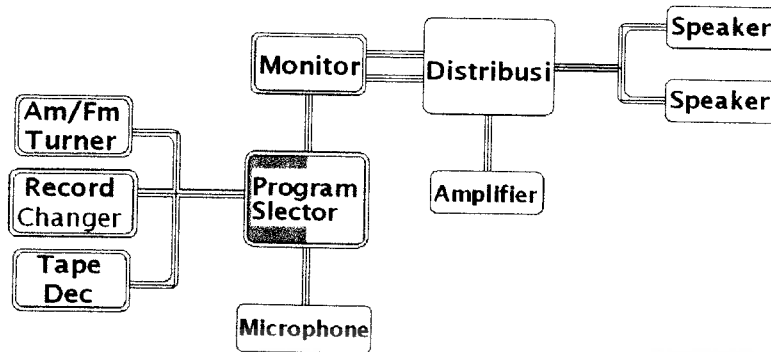 Speaker
Monitor
Distribusi
Speaker
Am/Fm
Turner
Record
Changer
Program
Slector
Amplifier
Tape
Dec
Microphone